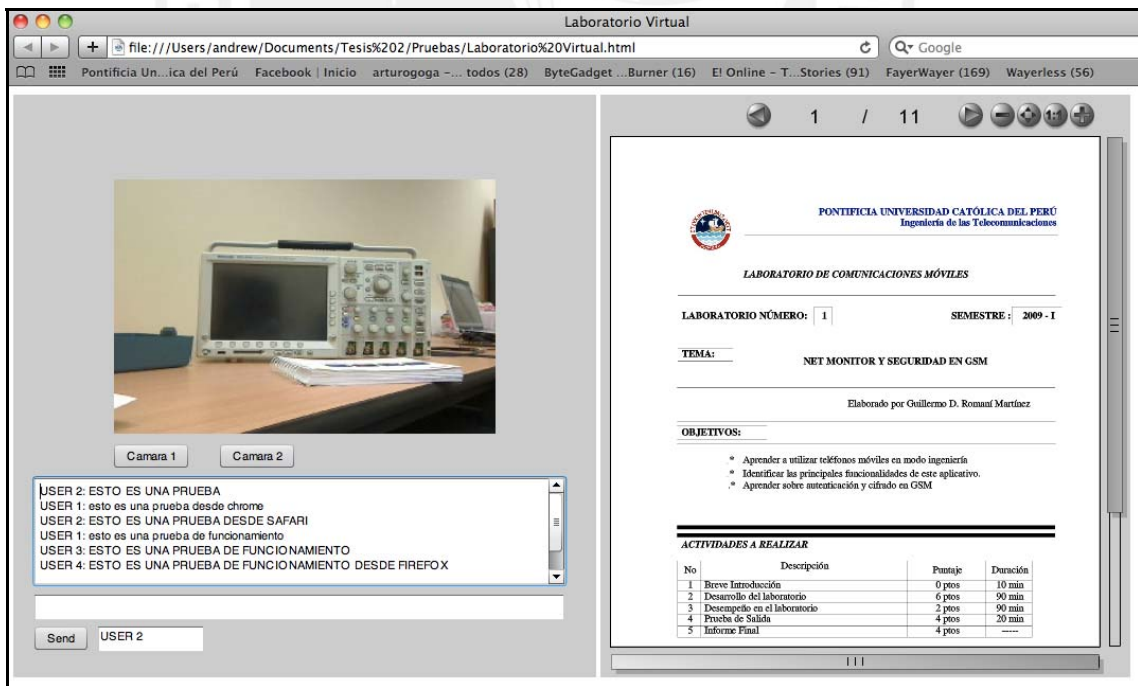 Laboratorio Virtual
file:///Users/andrew/Documents/Tesis%202/Pruebas/Laboratorio%20Virtual.html
Google
Pontificia Un...ica del Perú Facebook | Inicio arturogoga -... todos (28) ByteGadget ...Burner (16) E! Online – T...Stories (91) FayerWayer (169) Wayerless (56)
Camara 1 Camara 2
USER 2: ESTO ES UNA PRUEBA
USER 1: esto es una prueba desde chrome
USER 2: ESTO ES UNA PRUEBA DESDE SAFARI
USER 1: esto es una prueba de funcionamiento
USER 3: ESTO ES UNA PRUEBA DE FUNCIONAMIENTO
USER 4: ESTO ES UNA PRUEBA DE FUNCIONAMIENTO DESDE FIREFOX
Send USER 2
1 / 11 1:1
PONTIFICIA UNIVERSIDAD CATÓLICA DEL PERÚ
Ingeniería de las Telecomunicaciones
LABORATORIO DE COMUNICACIONES MÓVILES
LABORATORIO NÚMERO: 1 SEMESTRE : 2009 - I
TEMA:
NET MONITOR Y SEGURIDAD EN GSM
Elaborado por Guillermo D. Romaní Martínez
OBJETIVOS:
.* Aprender a utilizar teléfonos móviles en modo ingeniería
.* Identificar las principales funcionalidades de este aplicativo.
.* Aprender sobre autenticación y cifrado en GSM
ACTIVIDADES A REALIZAR
No Descripción Puntaje Duración
1 Breve Introducción 0 ptos 10 min
2 Desarrollo del laboratorio 6 ptos 90 min
3 Desempeño en el laboratorio 2 ptos 90 min
4 Prueba de Salida 4 ptos 20 min
5 Informe Final 4 ptos -----